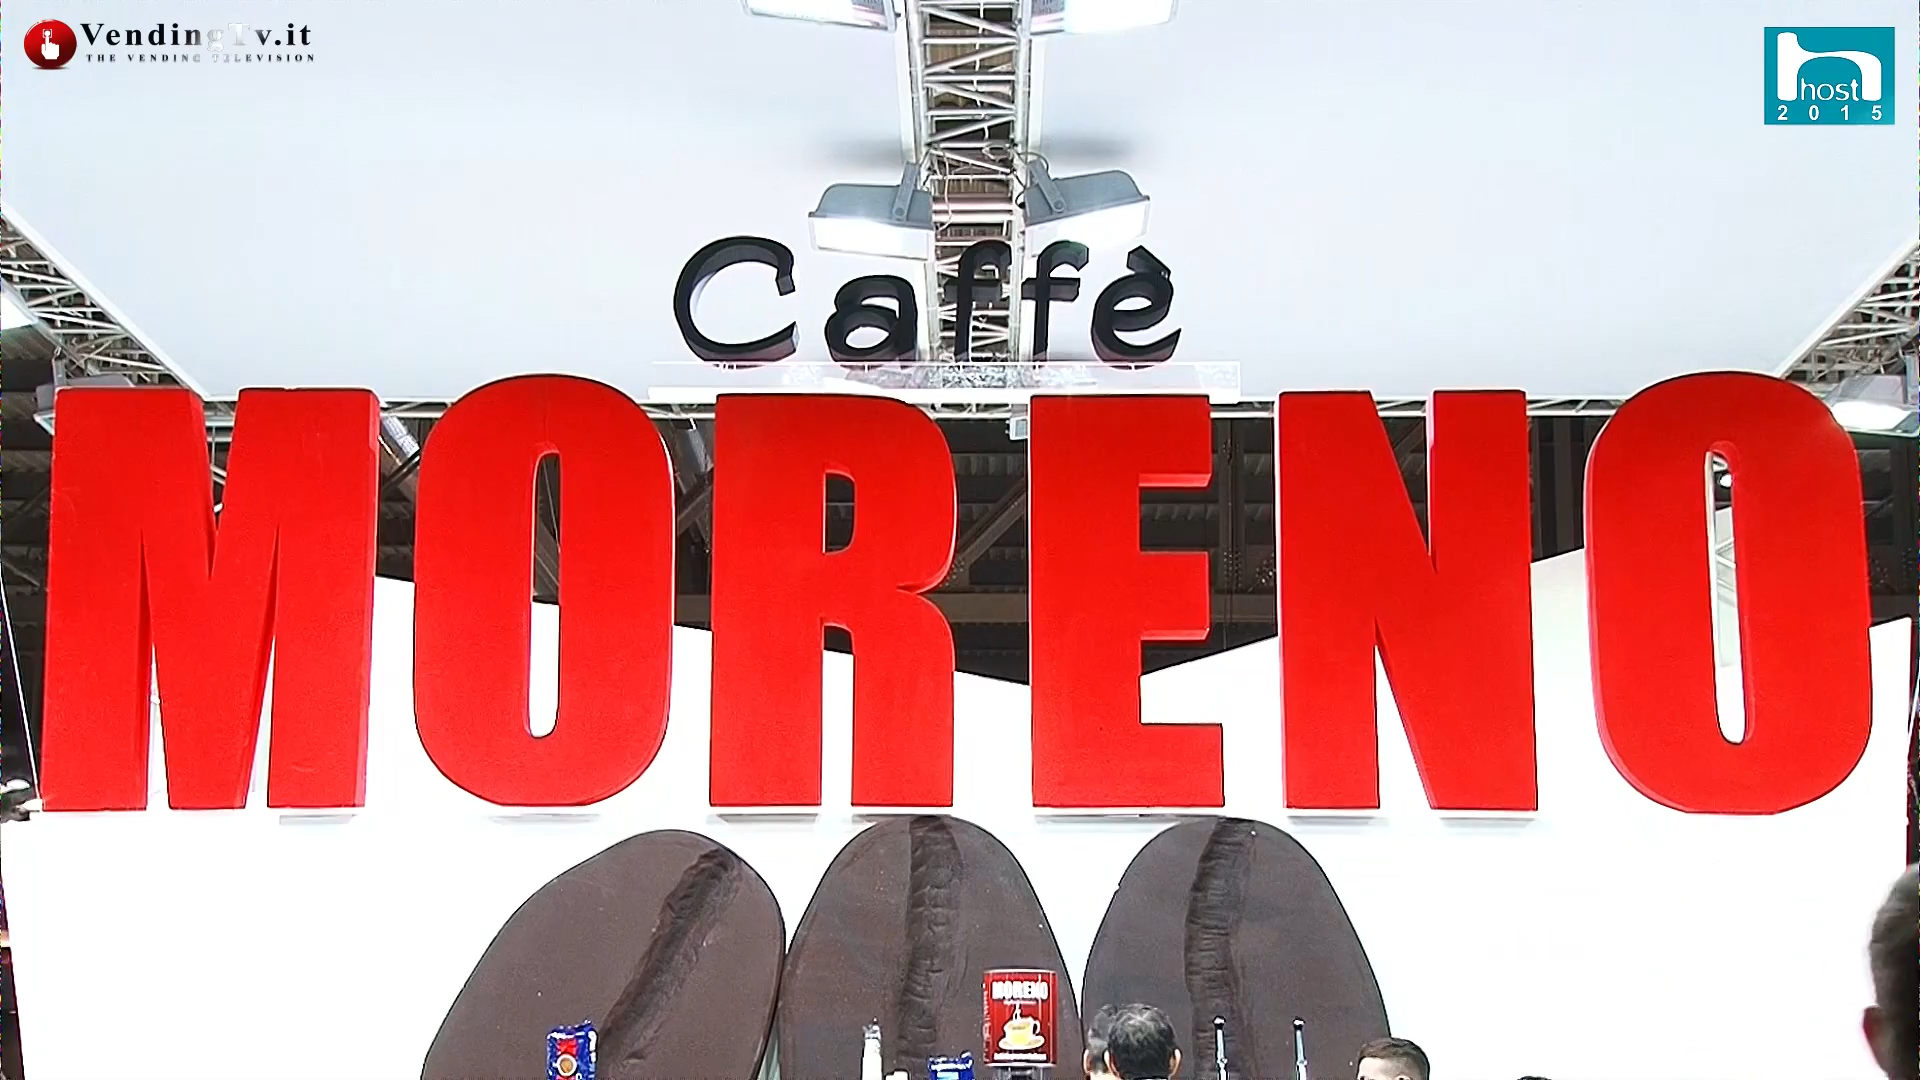 VendingTv.it
THE VENDING TELEVISION
host
2015
Caffè
MORENO
MORENO